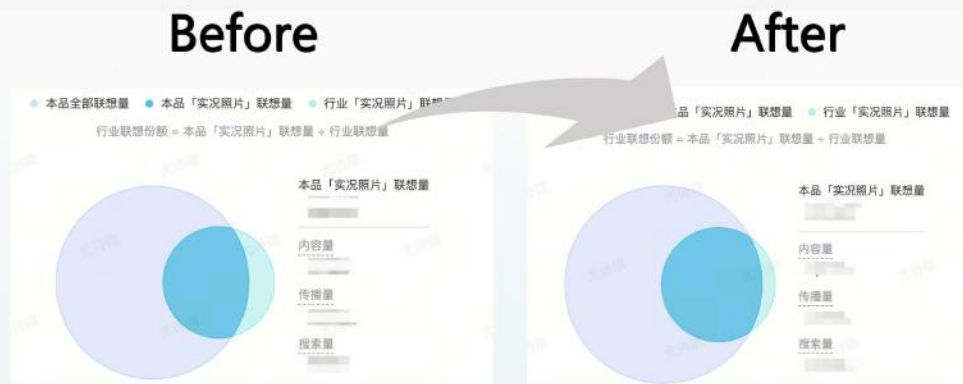 Before
After
本品全部联想量 本品「实况照片」联想量 行业「实况照片」联想
行业联想份额 = 本品「实况照片」联想量 ÷ 行业联想量
本品「实况照片」联想量
内容量
传播量
搜索量
品「实况照片」联想量 行业「实况照片」联想量
行业联想份额 = 本品「实况照片」联想量 ÷ 行业联想量
本品「实况照片」联想量
内容量
传播量
搜索量